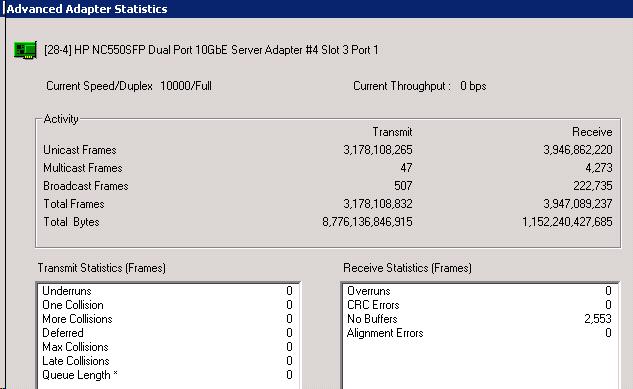 Advanced Adapter Statistics
[28-4] HP NC550SFP Dual Port 10GbE Server Adapter #4 Slot 3 Port 1
Current Speed/Duplex 10000/Full Current Throughput : 0 bps
Activity
Transmit Receive
Unicast Frames 3,178,108,265 3,946,862,220
Multicast Frames 47 4,273
Broadcast Frames 507 222,735
Total Frames 3,178,108,832 3,947,089,237
Total Bytes 8,776,136,846,915 1,152,240,427,685
Transmit Statistics (Frames)
Underruns 0
One Collision 0
More Collisions 0
Deferred 0
Max Collisions 0
Late Collisions 0
Queue Length * 0
Receive Statistics (Frames)
Overruns 0
CRC Errors 0
No Buffers 2,553
Alignment Errors 0